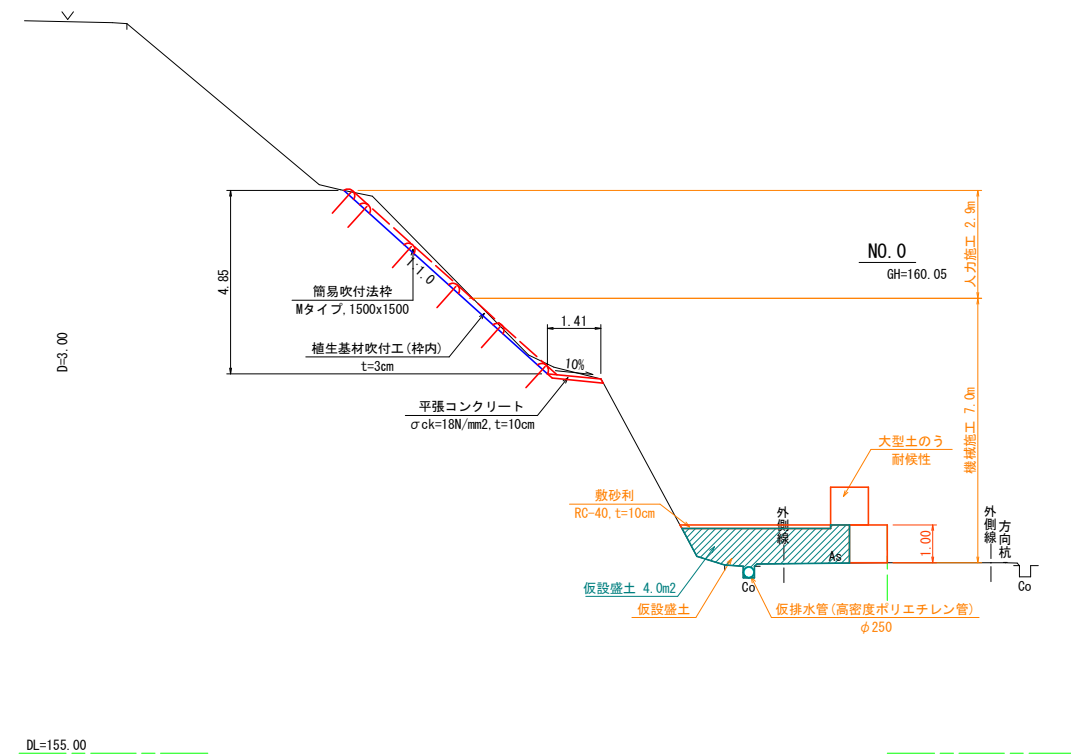 人力施工 2.9m
NO.0
GH=160.05
4.85
1:1.0
簡易吹付法枠
Mタイプ,1500x1500
1.41
植生基材吹付工(枠内)
t=3cm
D=3.00
10%
平張コンクリート
σck=18N/mm2,t=10cm
機械施工 7.0m
大型土のう
耐候性
敷砂利
RC-40,t=10cm
外側線
外側線
方向杭
1.00
As
仮設盛土 4.0m2
Co
Co
仮設盛土
仮排水管(高密度ポリエチレン管)
φ250
DL=155.00